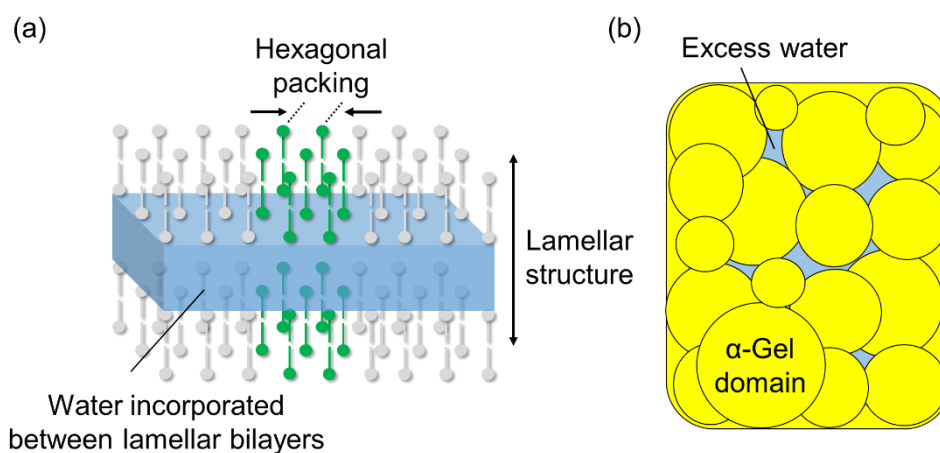 (a)
Hexagonal
packing
Lamellar
structure
Water incorporated
between lamellar bilayers
(b)
Excess water
α-Gel
domain